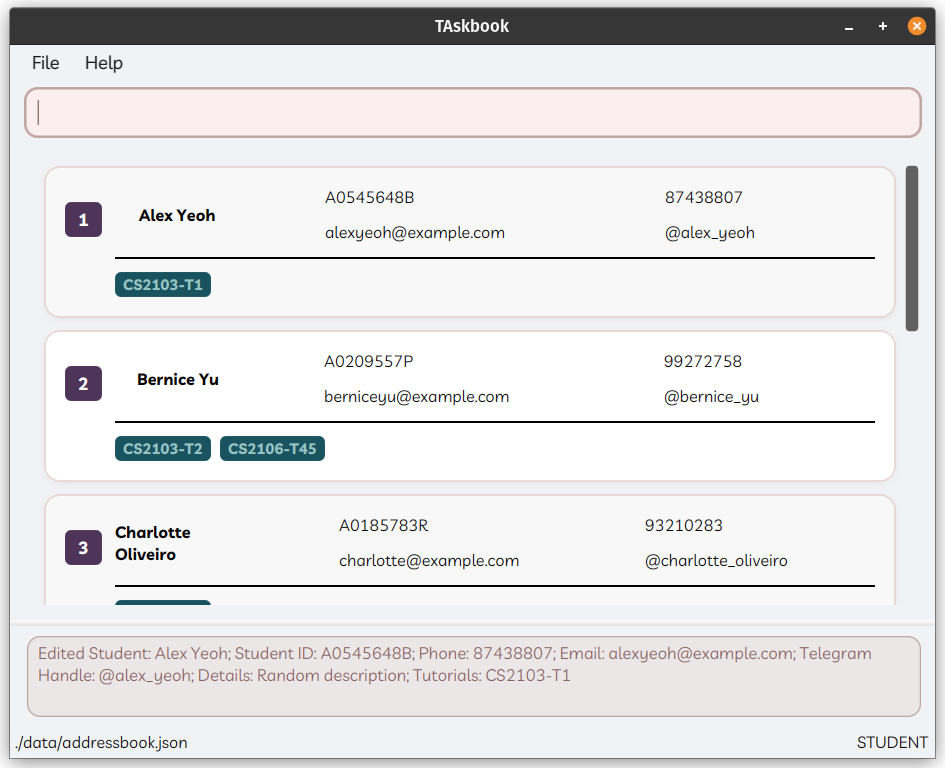 TAskbook
File Help
1
Alex Yeoh
A0545648B
87438807
alexyeoh@example.com
@alex_yeoh
CS2103-T1
2
Bernice Yu
A0209557P
99272758
berniceyu@example.com
@bernice_yu
CS2103-T2 CS2106-T45
3
Charlotte
Oliveiro
A0185783R
93210283
charlotte@example.com
@charlotte_oliveiro
Edited Student: Alex Yeoh; Student ID: A0545648B; Phone: 87438807; Email: alexyeoh@example.com; Telegram
Handle: @alex_yeoh; Details: Random description; Tutorials: CS2103-T1
./data/addressbook.json
STUDENT